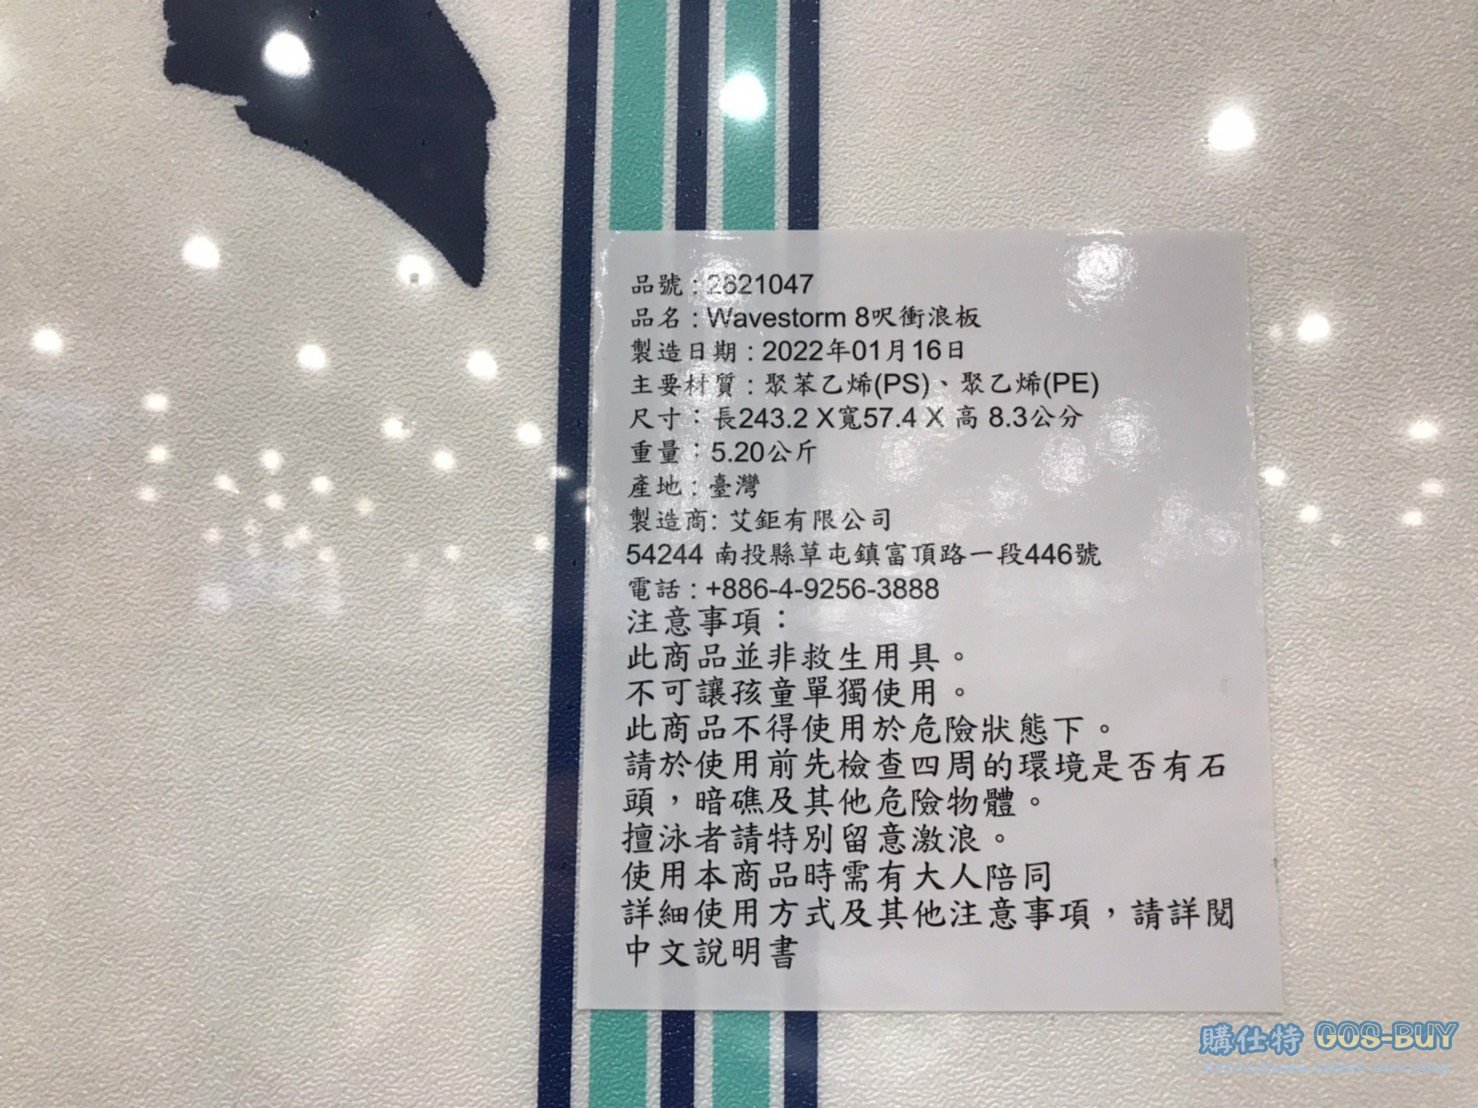 品號 : 2621047
品名 : Wavestorm 8呎衝浪板
製造日期 : 2022年01月16日
主要材質 : 聚苯乙烯(PS)、聚乙烯(PE)
尺寸：長243.2 X寬57.4 X 高 8.3公分
重量：5.20公斤
產地 : 臺灣
製造商: 艾鉅有限公司
54244 南投縣草屯鎮富頂路一段446號
電話 : +886-4-9256-3888
注意事項：
此商品並非救生用具。
不可讓孩童單獨使用。
此商品不得使用於危險狀態下。
請於使用前先檢查四周的環境是否有石
頭，暗礁及其他危險物體。
擅泳者請特別留意激浪。
使用本商品時需有大人陪同
詳細使用方式及其他注意事項，請詳閱
中文說明書
購仕特 GOS-BUY